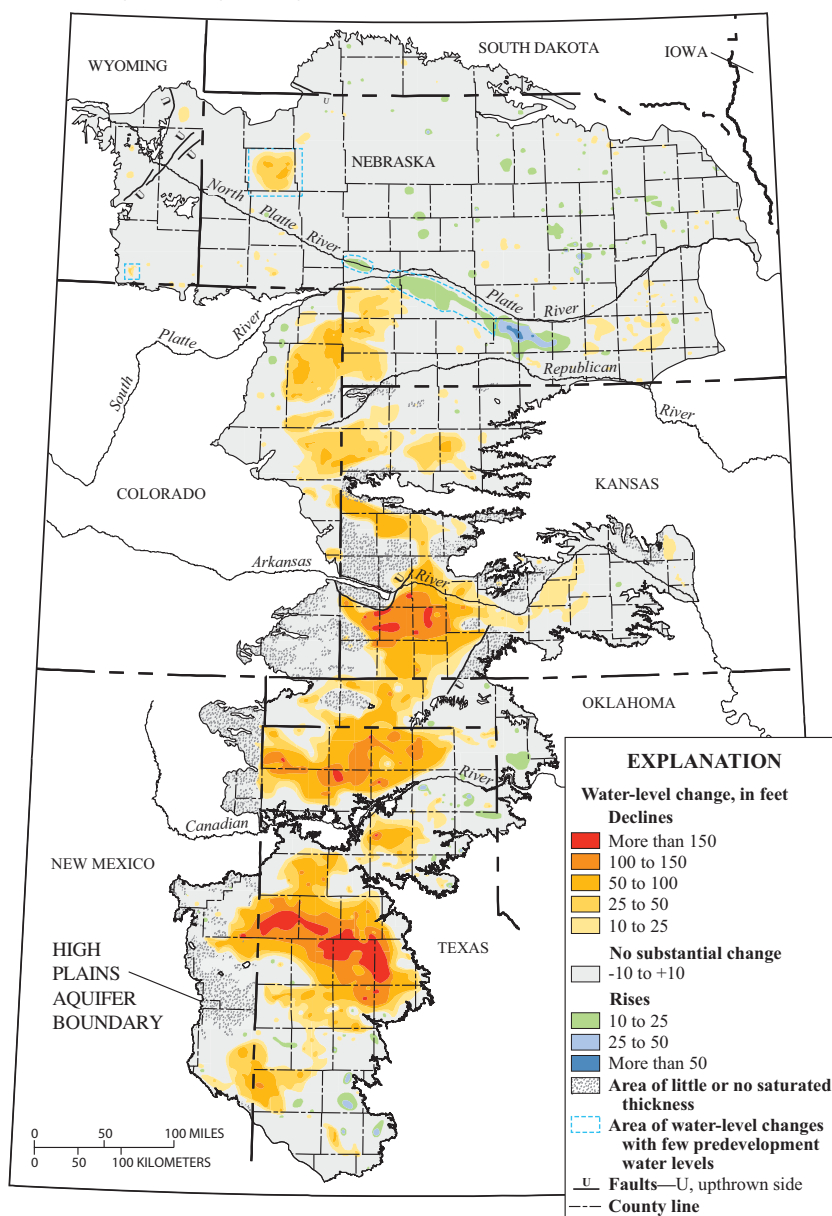 SOUTH DAKOTA
IOWA
WYOMING
U
U
U
U
U
NEBRASKA
North
Platte
River
Platte
River
River
Platte
South
Republican
River
COLORADO
KANSAS
Arkansas
U
River
U
OKLAHOMA
River
Canadian
NEW MEXICO
TEXAS
HIGH
PLAINS
AQUIFER
BOUNDARY
0 50 100 MILES
0 50 100 KILOMETERS
EXPLANATION
Water-level change, in feet
Declines
More than 150
100 to 150
50 to 100
25 to 50
10 to 25
No substantial change
-10 to +10
Rises
10 to 25
25 to 50
More than 50
Area of little or no saturated
thickness
Area of water-level changes
with few predevelopment
water levels
U Faults—U, upthrown side
County line